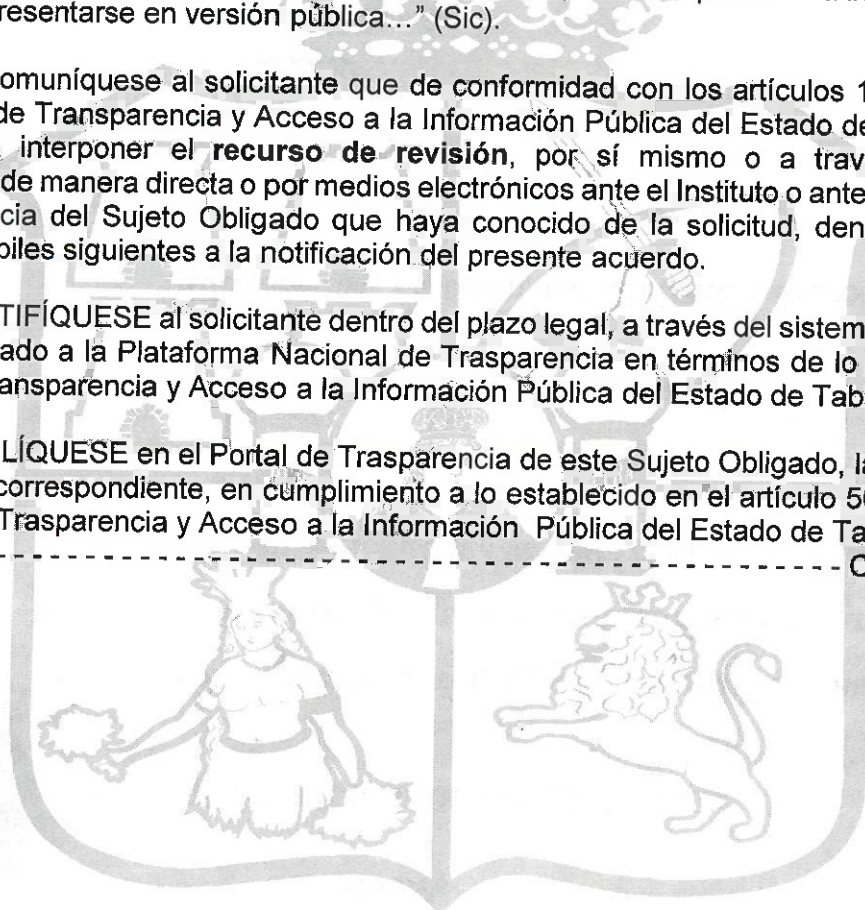 resentarse en versión pública..." (Sic).
omuníquese al solicitante que de conformidad con los artículos 1
de Transparencia y Acceso a la Información Pública del Estado de
interponer el recurso de revisión, por sí mismo o a trav
de manera directa o por medios electrónicos ante el Instituto o ante
cia del Sujeto Obligado que haya conocido de la solicitud, den
biles siguientes a la notificación del presente acuerdo.
TIFÍQUESE al solicitante dentro del plazo legal, a través del sistem
ado a la Plataforma Nacional de Trasparencia en términos de lo
ansparencia y Acceso a la Información Pública del Estado de Tab
LÍQUESE en el Portal de Trasparencia de este Sujeto Obligado, la
correspondiente, en cumplimiento a lo establecido en el artículo 5
Trasparencia y Acceso a la Información Pública del Estado de Ta